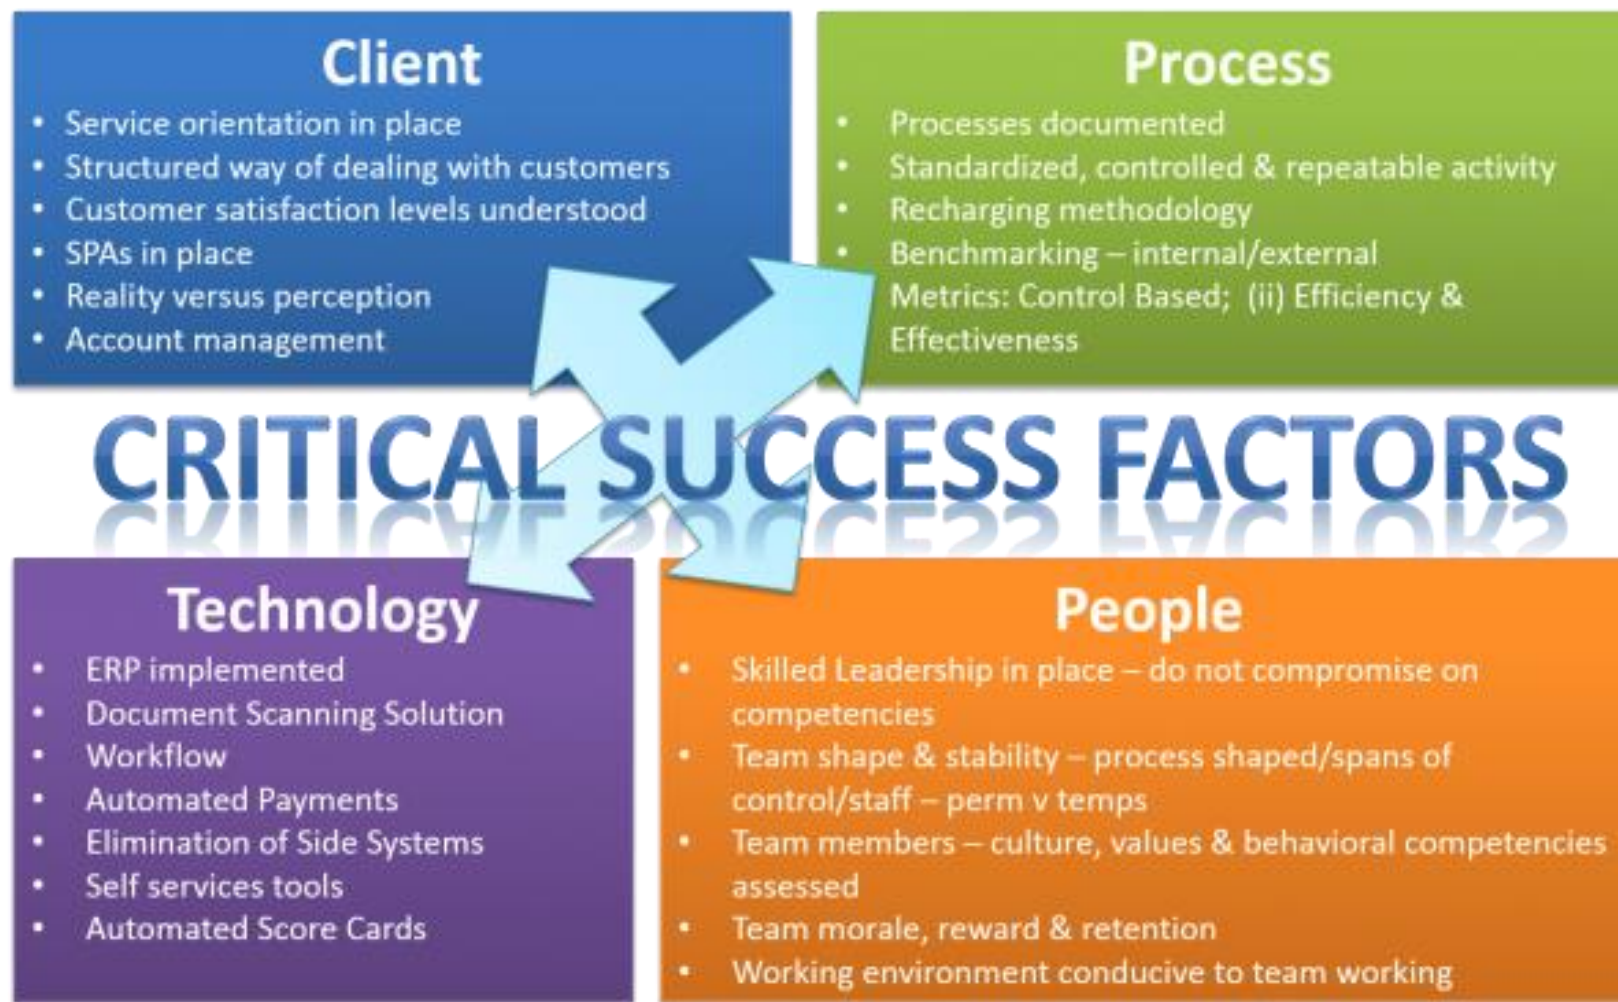 Client
• Service orientation in place
• Structured way of dealing with customers
• Customer satisfaction levels understood
• SPAs in place
• Reality versus perception
• Account management
Process
• Processes documented
• Standardized, controlled & repeatable activity
• Recharging methodology
• Benchmarking – internal/external
Metrics: Control Based; (ii) Efficiency &
Effectiveness
CRITICAL SUCCESS FACTORS
Technology
• ERP implemented
• Document Scanning Solution
• Workflow
• Automated Payments
• Elimination of Side Systems
• Self services tools
• Automated Score Cards
People
• Skilled Leadership in place – do not compromise on
competencies
• Team shape & stability – process shaped/spans of
control/staff – perm v temps
• Team members – culture, values & behavioral competencies
assessed
• Team morale, reward & retention
• Working environment conducive to team working